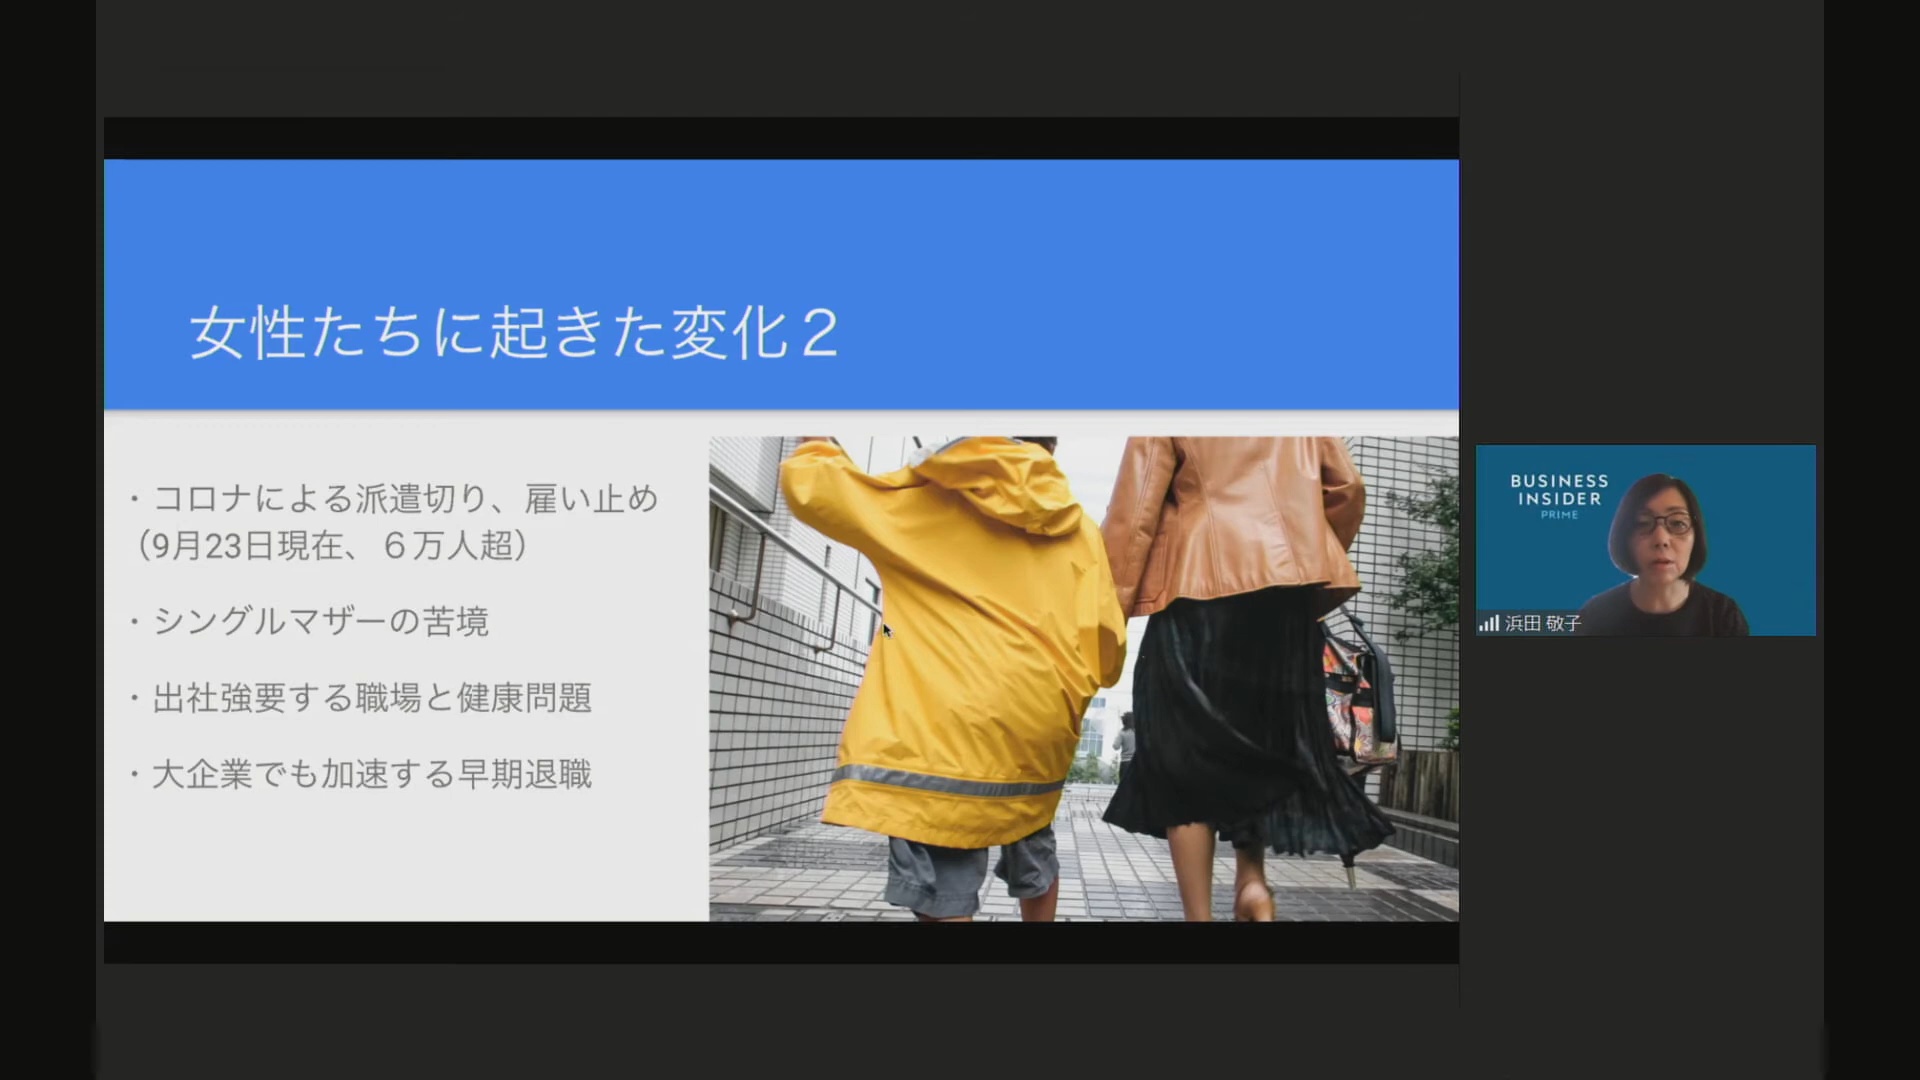 女性たちに起きた変化２
・コロナによる派遣切り、雇い止め
（9月23日現在、６万人超）
・シングルマザーの苦境
・出社強要する職場と健康問題
・大企業でも加速する早期退職
BUSINESS
INSIDER
PRIME
浜田 敬子